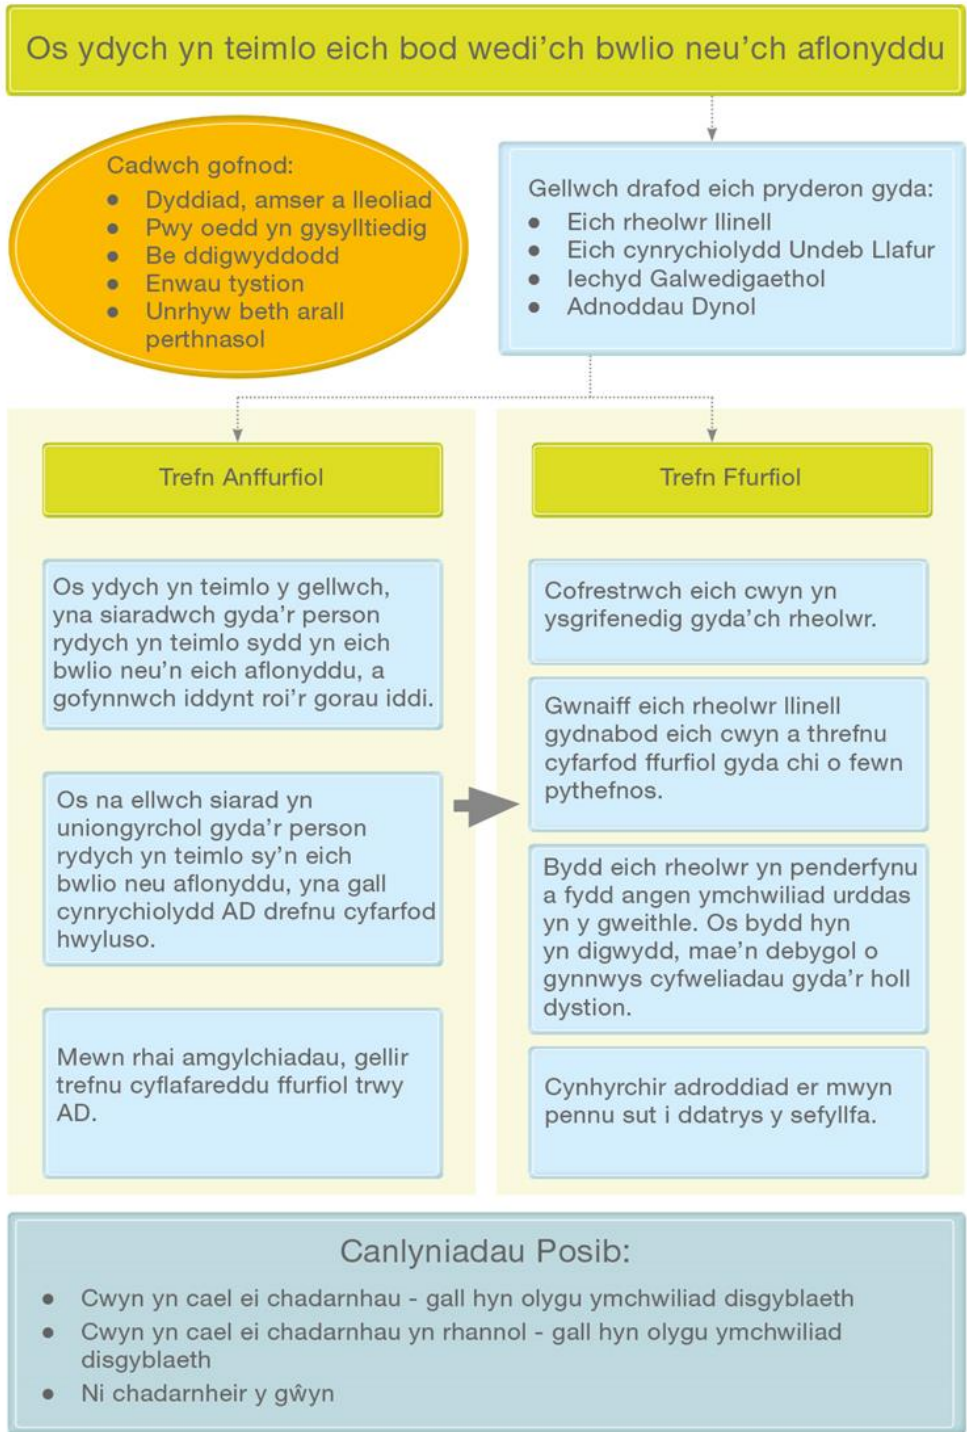 Os ydych yn teimlo eich bod wedi’ch bwlio neu’ch aflonyddu
Cadwch gofnod:
● Dyddiad, amser a lleoliad
● Pwy oedd yn gysylltiedig
● Be ddigwyddodd
● Enwau tystion
● Unrhyw beth arall
perthnasol
Gellwch drafod eich pryderon gyda:
● Eich rheolwr llinell
● Eich cynrychiolydd Undeb Llafur
● Iechyd Galwedigaethol
● Adnoddau Dynol
Trefn Anffurfiol
Os ydych yn teimlo y gellwch,
yna siaradwch gyda’r person
rydych yn teimlo sydd yn eich
bwlio neu’n eich aflonyddu, a
gofynnwch iddynt roi’r gorau iddi.
Os na ellwch siarad yn
uniongyrchol gyda’r person
rydych yn teimlo sy’n eich
bwlio neu aflonyddu, yna gall
cynrychiolydd AD drefnu cyfarfod
hwyluso.
Mewn rhai amgylchiadau, gellir
trefnu cyflafareddu ffurfiol trwy
AD.
Trefn Ffurfiol
Cofrestrwch eich cwyn yn
ysgrifenedig gyda’ch rheolwr.
Gwnaiff eich rheolwr llinell
gydnabod eich cwyn a threfnu
cyfarfod ffurfiol gyda chi o fewn
pythefnos.
Bydd eich rheolwr yn penderfynu
a fydd angen ymchwiliad urddas
yn y gweithle. Os bydd hyn
yn digwydd, mae’n debygol o
gynnwys cyfweliadau gyda’r holl
dystion.
Cynhyrchir adroddiad er mwyn
pennu sut i ddatrys y sefyllfa.
Canlyniadau Posib:
● Cwyn yn cael ei chadarnhau - gall hyn olygu ymchwiliad disgyblaeth
● Cwyn yn cael ei chadarnhau yn rhannol - gall hyn olygu ymchwiliad
disgyblaeth
● Ni chadarnheir y gŵyn